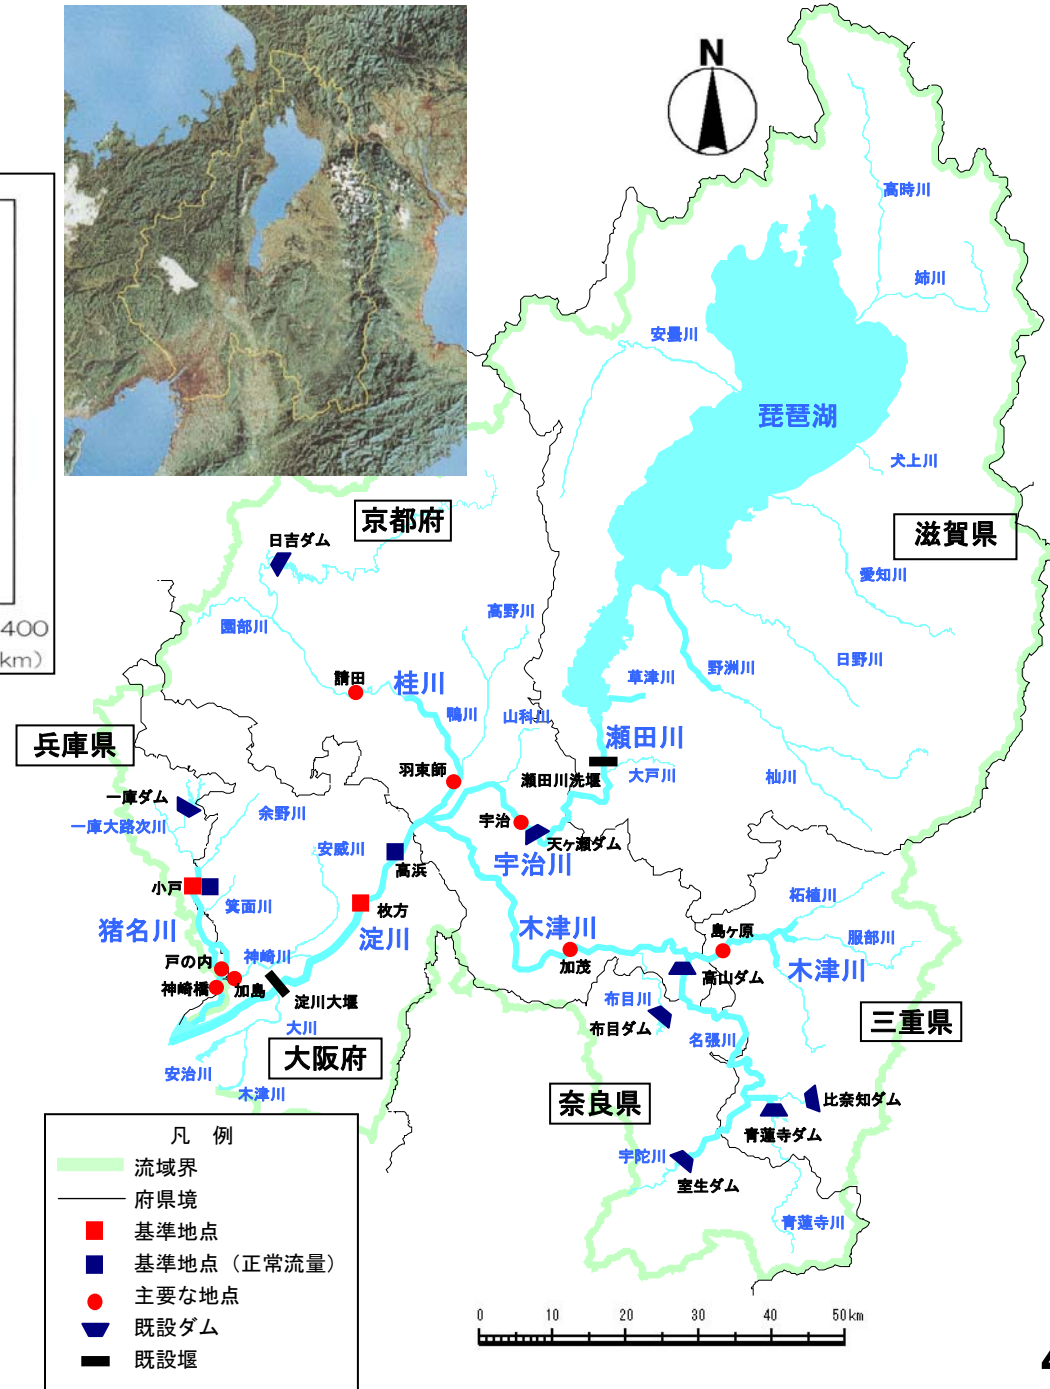 N
高時川
姉川
安曇川
琵琶湖
犬上川
京都府
日吉ダム
滋賀県
愛知川
400
km）
園部川
高野川
日野川
請田
桂川
草津川
野洲川
鴨川
山科川
瀬田川
兵庫県
羽束師
瀬田川洗堰
大戸川
杣川
一庫ダム
一庫大路次川
余野川
宇治
天ヶ瀬ダム
安威川
高浜
宇治川
小戸
箕面川
枚方
柘植川
猪名川
淀川
木津川
島ヶ原
服部川
戸の内
神崎川
加茂
高山ダム
木津川
神崎橋
加島
淀川大堰
布目川
布目ダム
三重県
大川
名張川
大阪府
安治川
木津川
奈良県
比奈知ダム
青蓮寺ダム
宇陀川
室生ダム
青蓮寺川
凡 例
流域界
府県境
基準地点
基準地点（正常流量）
主要な地点
既設ダム
既設堰
0 10 20 30 40 50km